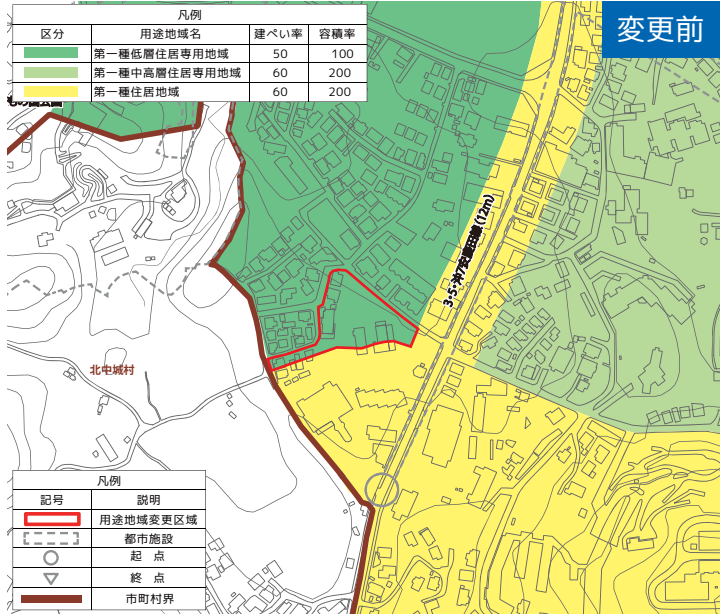 凡例
区分 用途地域名 建ぺい率 容積率
第一種低層住居専用地域 50 100
第一種中高層住居専用地域 60 200
第一種住居地域 60 200
変更前
3・5・沖7安慶田線(12m)
北中城村
凡例
記号 説明
用途地域変更区域
都市施設
起点
終点
市町村界